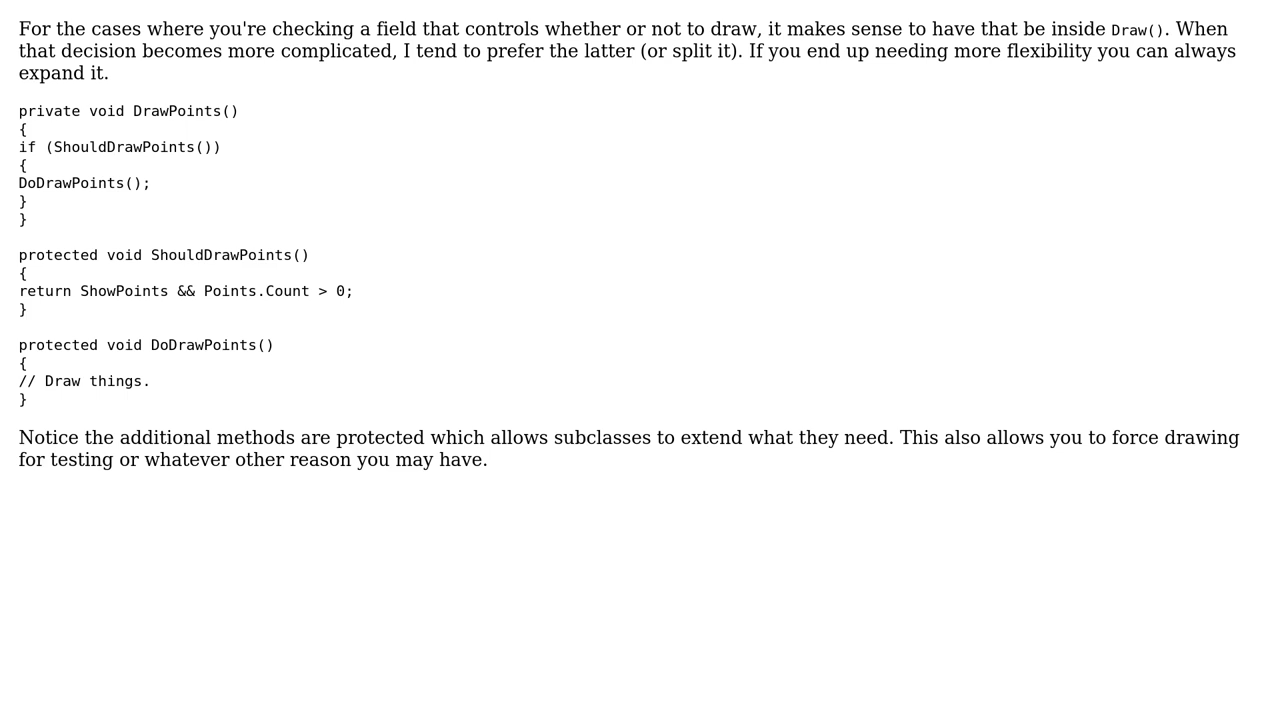 For the cases where you're checking a field that controls whether or not to draw, it makes sense to have that be inside Draw(). When
that decision becomes more complicated, I tend to prefer the latter (or split it). If you end up needing more flexibility you can always
expand it.
private void DrawPoints()
{
if (ShouldDrawPoints())
{
DoDrawPoints();
}
}
protected void ShouldDrawPoints()
{
return ShowPoints && Points.Count > 0;
}
protected void DoDrawPoints()
{
// Draw things.
}
Notice the additional methods are protected which allows subclasses to extend what they need. This also allows you to force drawing
for testing or whatever other reason you may have.